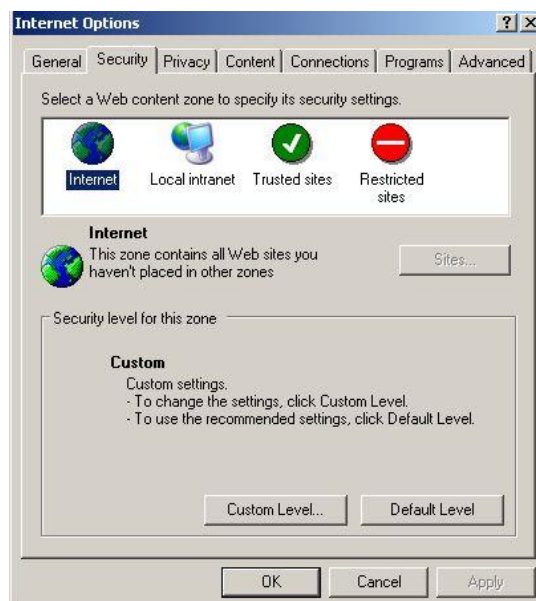 Internet Options
General Security Privacy Content Connections Programs Advanced
Select a Web content zone to specify its security settings.
Internet Local intranet Trusted sites Restricted
sites
Internet
This zone contains all Web sites you
haven't placed in other zones
Sites...
Security level for this zone
Custom
Custom settings.
- To change the settings, click Custom Level.
- To use the recommended settings, click Default Level.
Custom Level... Default Level
OK Cancel Apply